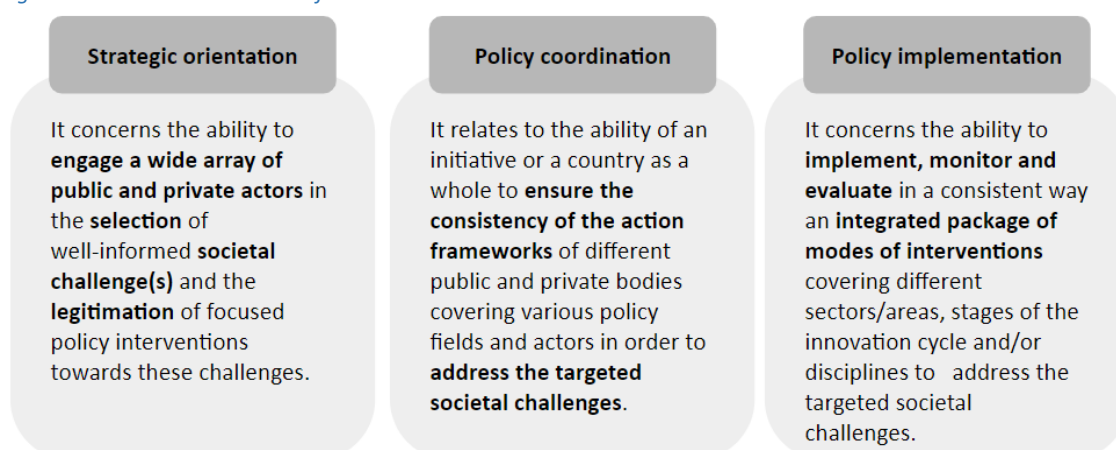 Strategic orientation
It concerns the ability to
engage a wide array of
public and private actors in
the selection of
well-informed societal
challenge(s) and the
legitimation of focused
policy interventions
towards these challenges.
Policy coordination
It relates to the ability of an
initiative or a country as a
whole to ensure the
consistency of the action
frameworks of different
public and private bodies
covering various policy
fields and actors in order to
address the targeted
societal challenges.
Policy implementation
It concerns the ability to
implement, monitor and
evaluate in a consistent way
an integrated package of
modes of interventions
covering different
sectors/areas, stages of the
innovation cycle and/or
disciplines to address the
targeted societal
challenges.